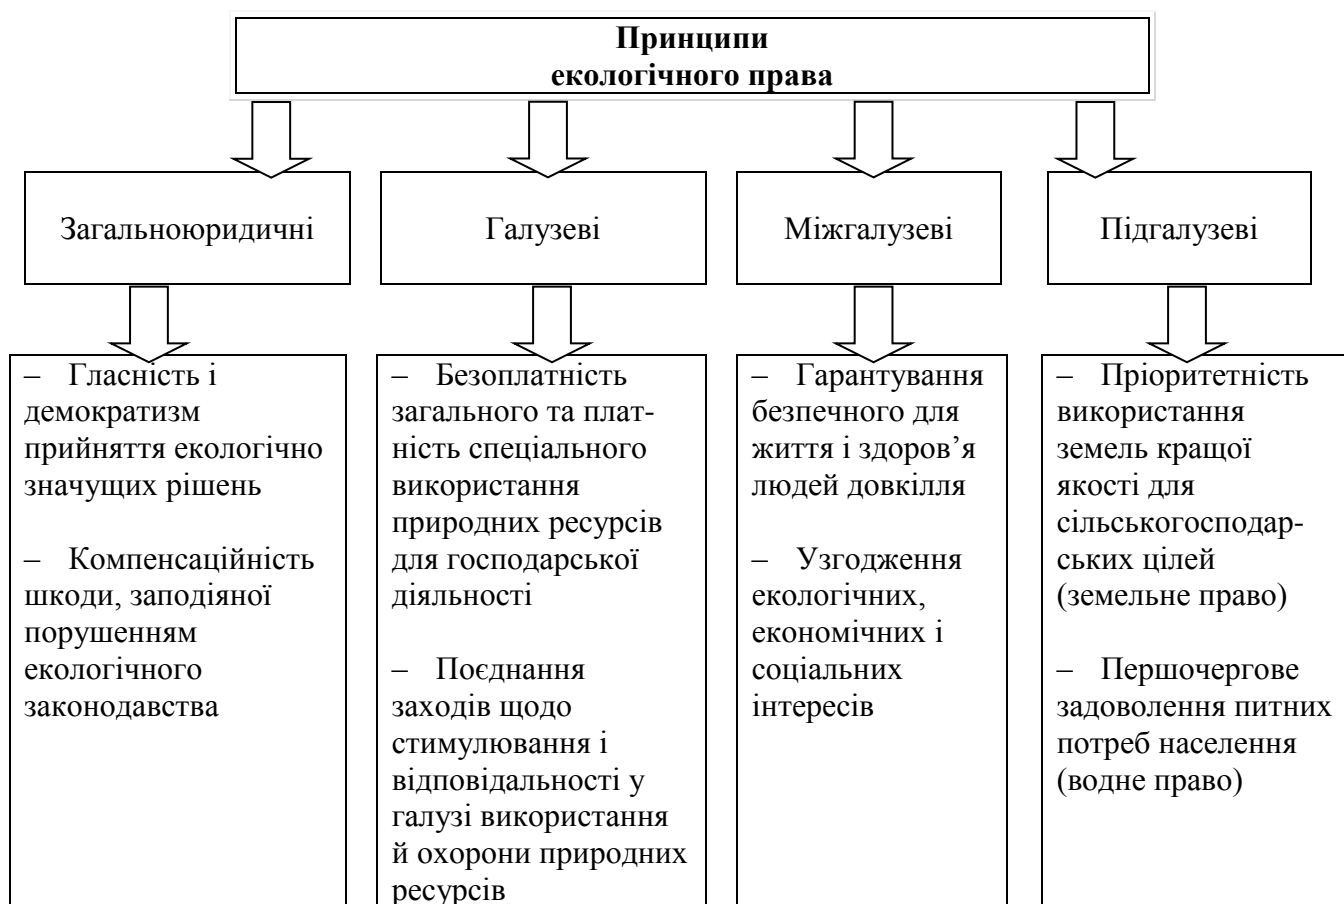 Принципи
екологічного права
Загальноюридичні
Галузеві
Міжгалузеві
Підгалузеві
– Гласність і
демократизм
прийняття екологічно
значущих рішень
– Компенсаційність
шкоди, заподіяної
порушенням
екологічного
законодавства
– Безоплатність
загального та плат-
ність спеціального
використання
природних ресурсів
для господарської
діяльності
– Поєднання
заходів щодо
стимулювання і
відповідальності у
галузі використання
й охорони природних
ресурсів
– Гарантування
безпечного для
життя і здоров’я
людей довкілля
– Узгодження
екологічних,
економічних і
соціальних
інтересів
– Пріоритетність
використання
земель кращої
якості для
сільськогосподар-
ських цілей
(земельне право)
– Першочергове
задоволення питних
потреб населення
(водне право)